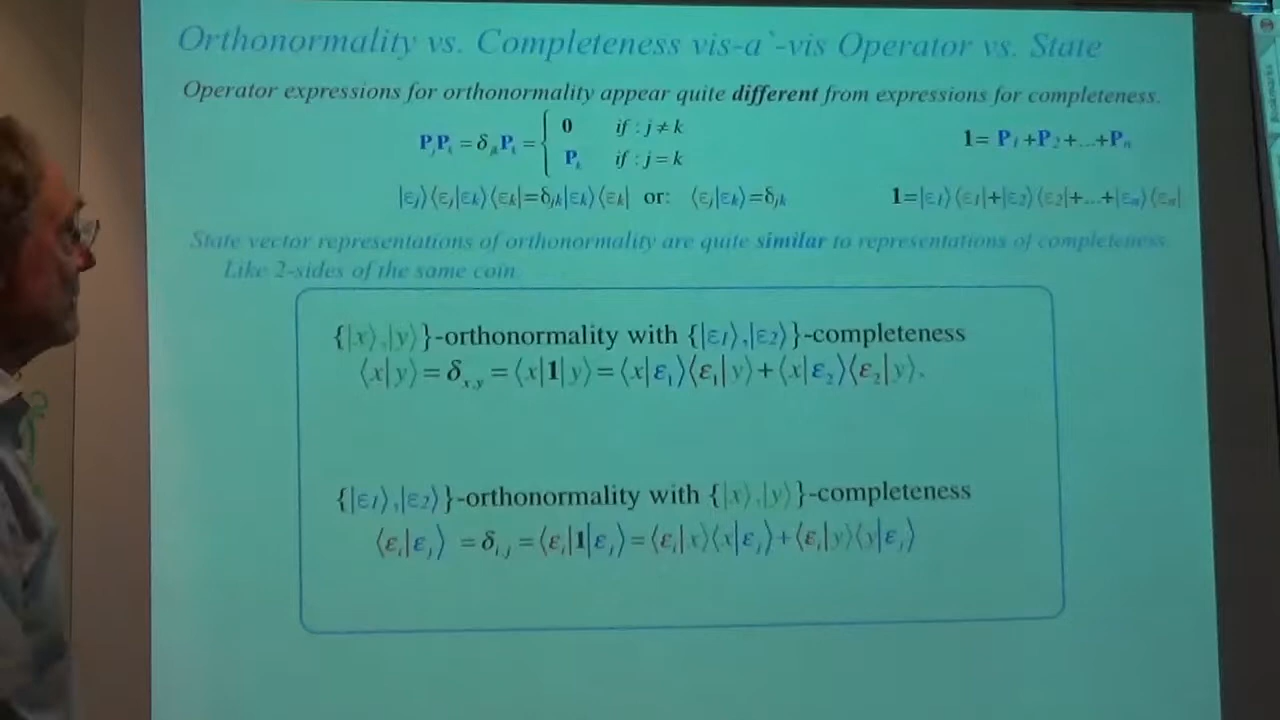 Orthonormality vs. Completeness vis-a`-vis Operator vs. State
Operator expressions for orthonormality appear quite different from expressions for completeness.
PⱼPₖ = δⱼₖPₖ = { 0 if : j ≠ k
Pₖ if : j = k
1= P₁+P₂+...+Pₙ
|εj⟩⟨εj|εk⟩⟨εk|=δjk|εk⟩⟨εk| or: ⟨εj|εk⟩=δjk
1=|ε1⟩⟨ε1|+|ε2⟩⟨ε2|+...+|εn⟩⟨εn|
State vector representations of orthonormality are quite similar to representations of completeness.
Like 2-sides of the same coin.
{|x⟩,|y⟩}-orthonormality with {|ε1⟩,|ε2⟩}-completeness
⟨x|y⟩ = δx,y = ⟨x|1|y⟩ = ⟨x|ε₁⟩⟨ε₁|y⟩ + ⟨x|ε₂⟩⟨ε₂|y⟩.
{|ε1⟩,|ε2⟩}-orthonormality with {|x⟩,|y⟩}-completeness
⟨εᵢ|εⱼ⟩ = δi,j = ⟨εᵢ|1|εⱼ⟩ = ⟨εᵢ|x⟩⟨x|εⱼ⟩ + ⟨εᵢ|y⟩⟨y|εⱼ⟩